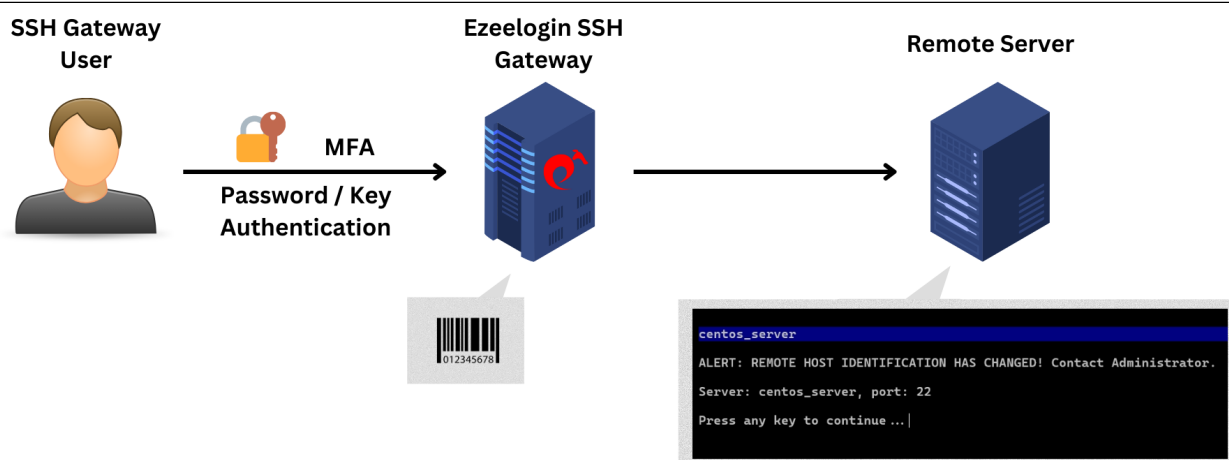 SSH Gateway
User
Ezeelogin SSH
Gateway
Remote Server
MFA
Password / Key
Authentication
012345678
centos_server
ALERT: REMOTE HOST IDENTIFICATION HAS CHANGED! Contact Administrator.
Server: centos_server, port: 22
Press any key to continue...